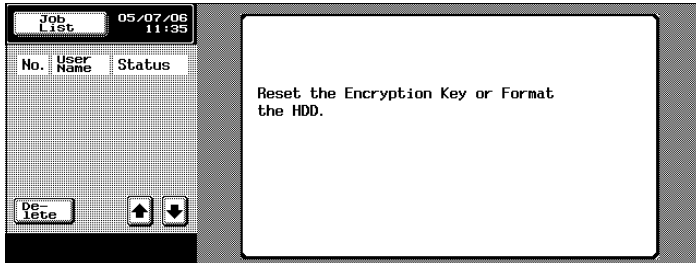 Job
List
05/07/06
11:35
No. User
Name Status
Reset the Encryption Key or Format
the HDD.
De-
lete